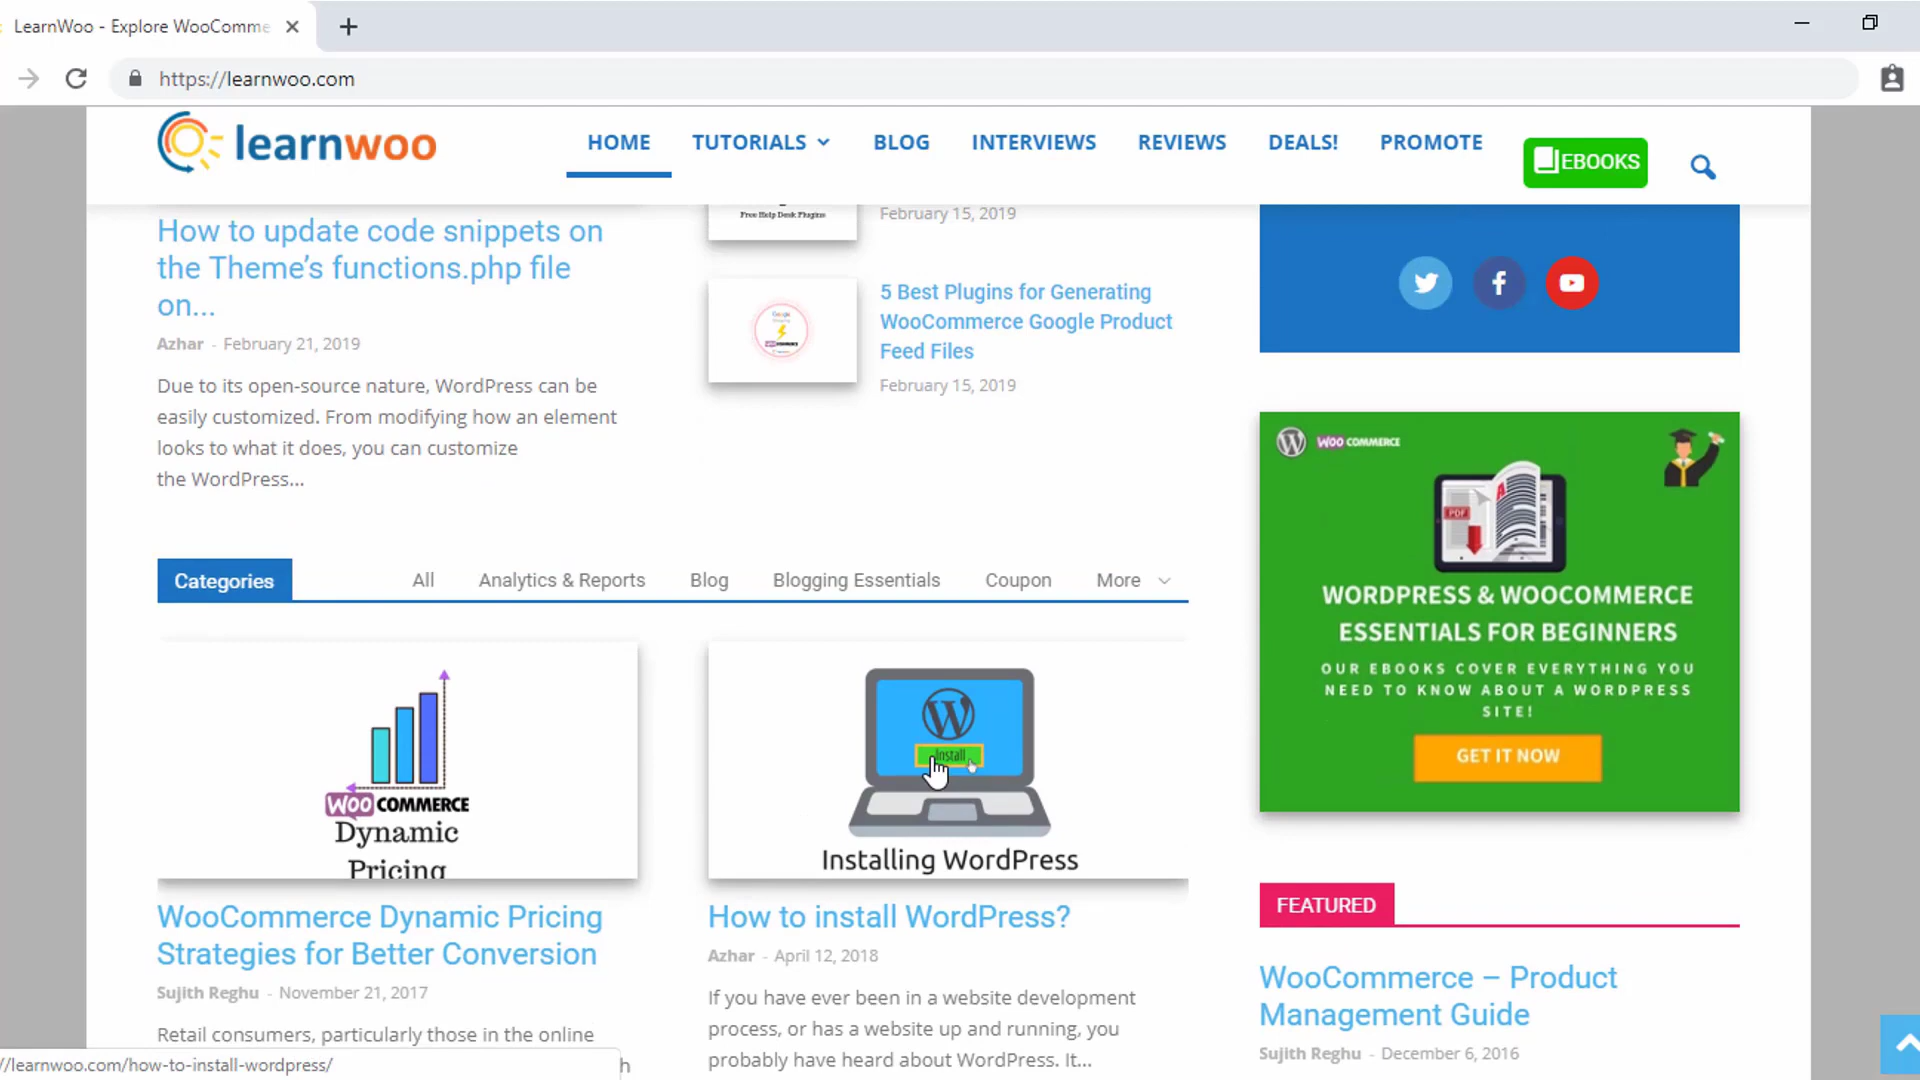 LearnWoo - Explore WooComme
https://learnwoo.com
learnwoo
HOME
TUTORIALS
BLOG
INTERVIEWS
REVIEWS
DEALS!
PROMOTE
EBOOKS
How to update code snippets on
the Theme's functions.php file
on...
Azhar - February 21, 2019
Due to its open-source nature, WordPress can be
easily customized. From modifying how an element
looks to what it does, you can customize
the WordPress...
Free Help Desk Plugins
February 15, 2019
Google
WOO COMMERCE
5 Best Plugins for Generating
WooCommerce Google Product
Feed Files
February 15, 2019
Categories
All
Analytics & Reports
Blog
Blogging Essentials
Coupon
More
WOO COMMERCE
Dynamic
Pricing
WooCommerce Dynamic Pricing
Strategies for Better Conversion
Sujith Reghu - November 21, 2017
Retail consumers, particularly those in the online
h
Install
Installing WordPress
How to install WordPress?
Azhar - April 12, 2018
If you have ever been in a website development
process, or has a website up and running, you
probably have heard about WordPress. It...
WOO COMMERCE
PDF
WORDPRESS & WOOCOMMERCE
ESSENTIALS FOR BEGINNERS
OUR EBOOKS COVER EVERYTHING YOU
NEED TO KNOW ABOUT A WORDPRESS
SITE!
GET IT NOW
FEATURED
WooCommerce – Product
Management Guide
Sujith Reghu - December 6, 2016
//learnwoo.com/how-to-install-wordpress/